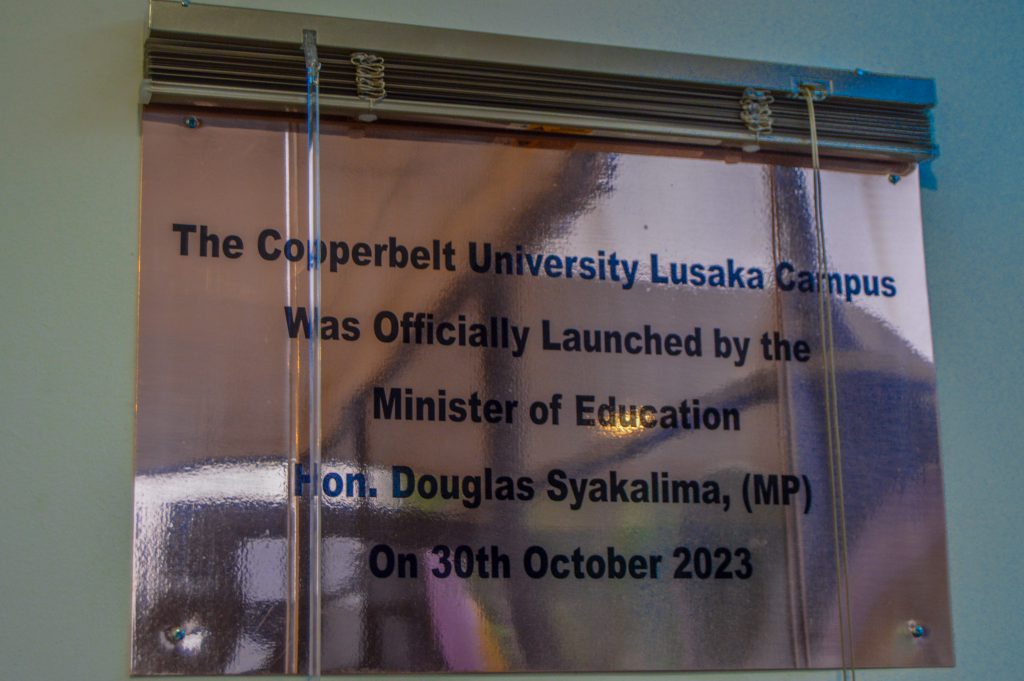 The Copperbelt University Lusaka Campus
Was Officially Launched by the
Minister of Education
Hon. Douglas Syakalima, (MP)
On 30th October 2023